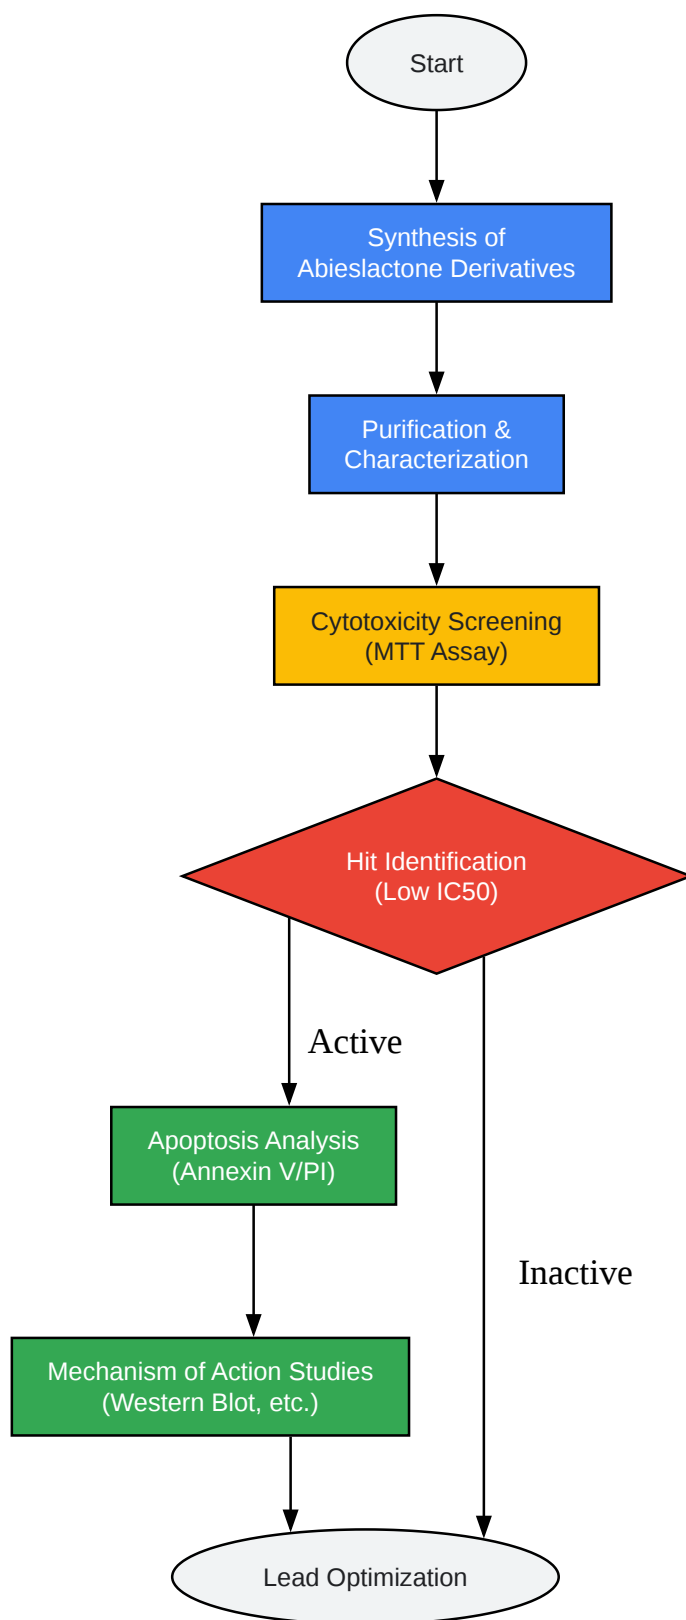 Start
Synthesis of
Abieslactone Derivatives
Purification &
Characterization
Cytotoxicity Screening
(MTT Assay)
Hit Identification
(Low IC50)
Active
Apoptosis Analysis
(Annexin V/PI)
Inactive
Mechanism of Action Studies
(Western Blot, etc.)
Lead Optimization